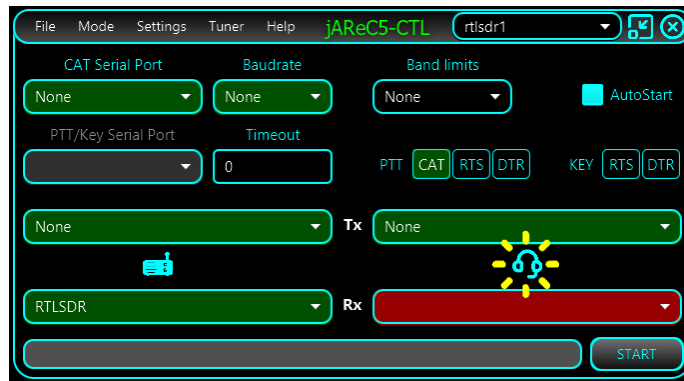 File Mode Settings Tuner Help jAReC5-CTL rtlsdr1
CAT Serial Port Baudrate Band limits
None None None AutoStart
PTT/Key Serial Port Timeout
0 PTT CAT RTS DTR KEY RTS DTR
None Tx None
RTLSDR Rx
START